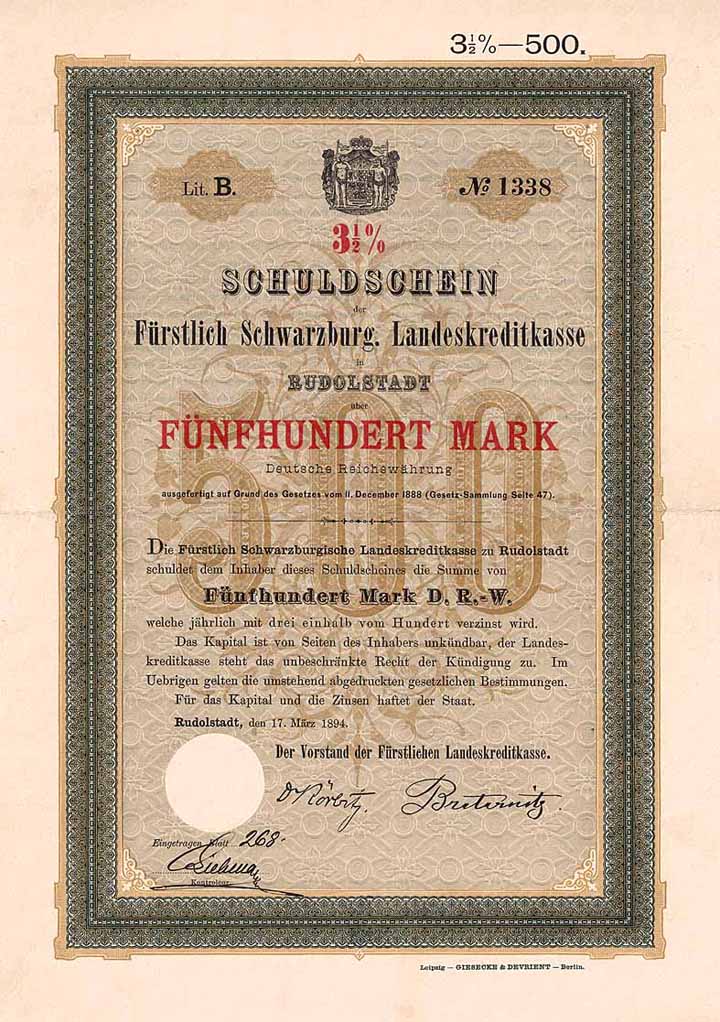 3½%—500.
Lit. B.
№ 1338
3½%
SCHULDSCHEIN
der
Fürstlich Schwarzburg. Landeskreditkasse
in
RUDOLSTADT
über
FÜNFHUNDERT MARK
Deutsche Reichswährung
ausgefertigt auf Grund des Gesetzes vom 11. December 1888 (Gesetz-Sammlung Seite 47).
500
Die Fürstlich Schwarzburgische Landeskreditkasse zu Rudolstadt
schuldet dem Inhaber dieses Schuldscheines die Summe von
Fünfhundert Mark D. R.-W.
welche jährlich mit drei einhalb vom Hundert verzinst wird.
Das Kapital ist von Seiten des Inhabers unkündbar, der Landes-
kreditkasse steht das unbeschränkte Recht der Kündigung zu. Im
Uebrigen gelten die umstehend abgedruckten gesetzlichen Bestimmungen.
Für das Kapital und die Zinsen haftet der Staat.
Rudolstadt, den 17. März 1894.
Der Vorstand der Fürstlichen Landeskreditkasse.
Eingetragen Blatt 268.
Kontroleur.
Leipzig — GIESECKE & DEVRIENT — Berlin.